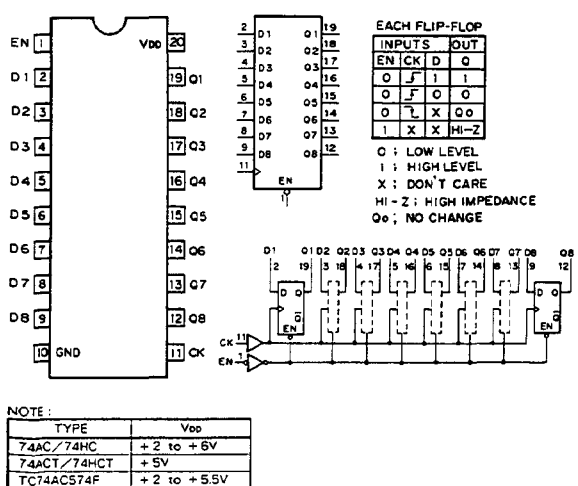 EN 1 VDD 20
D1 2 19 Q1
D2 3 18 Q2
D3 4 17 Q3
D4 5 16 Q4
D5 6 15 Q5
D6 7 14 Q6
D7 8 13 Q7
D8 9 12 Q8
10 GND 11 CK
2 D1 Q1 19
3 D2 Q2 18
4 D3 Q3 17
5 D4 Q4 16
6 D5 Q5 15
7 D6 Q6 14
8 D7 Q7 13
9 D8 Q8 12
11
EN
1
EACH FLIP-FLOP
INPUTS OUT
EN CK D Q
0 1 1
0 0 0
0 X Qo
1 X X HI-Z
0 ; LOW LEVEL
1 ; HIGH LEVEL
X ; DON'T CARE
HI-Z ; HIGH IMPEDANCE
Qo ; NO CHANGE
D1 Q1 D2 Q2 D3 Q3 D4 Q4 D5 Q5 D6 Q6 D7 Q7 D8 Q8
2 19 3 18 4 17 5 16 6 15 7 14 8 13 9 12
D Q D Q
Q Q
EN EN
CK 11
EN 1
NOTE :
TYPE VDD
74AC/74HC +2 to +6V
74ACT/74HCT +5V
TC74AC574F +2 to +5.5V